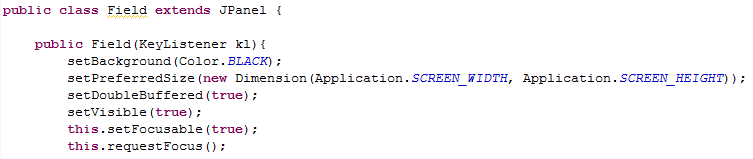 public class Field extends JPanel {
public Field(KeyListener kl){
setBackground(Color.BLACK);
setPreferredSize(new Dimension(Application.SCREEN_WIDTH, Application.SCREEN_HEIGHT));
setDoubleBuffered(true);
setVisible(true);
this.setFocusable(true);
this.requestFocus();